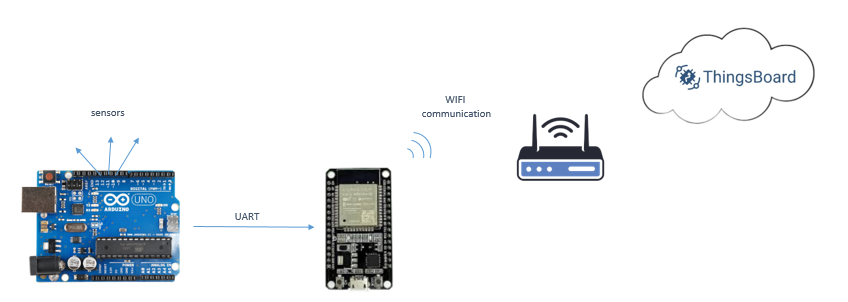 ThingsBoard
WIFI
communication
sensors
UART
UNO
ARDUINO